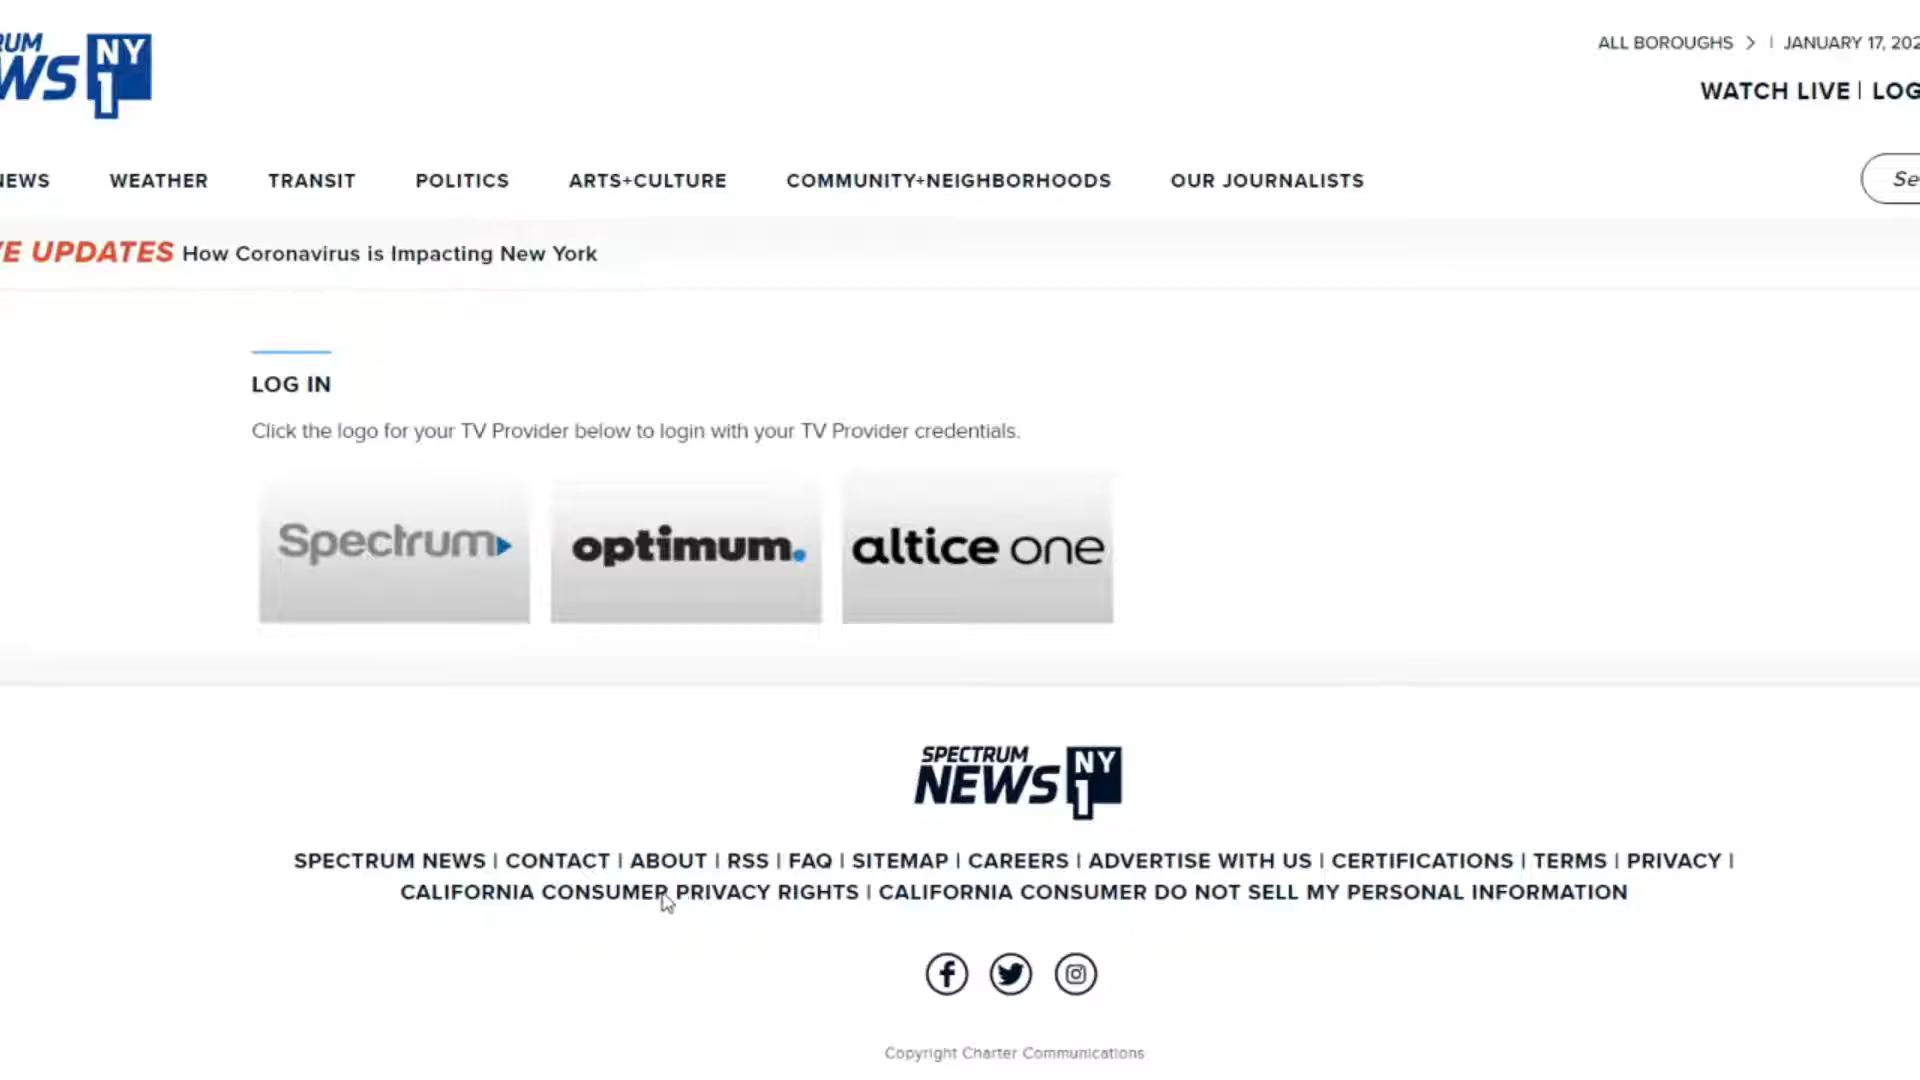 RUM
WS NY
1
ALL BOROUGHS > | JANUARY 17, 202
WATCH LIVE | LOG
NEWS WEATHER TRANSIT POLITICS ARTS+CULTURE COMMUNITY+NEIGHBORHOODS OUR JOURNALISTS Se
VE UPDATES How Coronavirus is Impacting New York
LOG IN
Click the logo for your TV Provider below to login with your TV Provider credentials.
Spectrum optimum. altice one
SPECTRUM
NEWS NY
1
SPECTRUM NEWS | CONTACT | ABOUT | RSS | FAQ | SITEMAP | CAREERS | ADVERTISE WITH US | CERTIFICATIONS | TERMS | PRIVACY |
CALIFORNIA CONSUMER PRIVACY RIGHTS | CALIFORNIA CONSUMER DO NOT SELL MY PERSONAL INFORMATION
Copyright Charter Communications